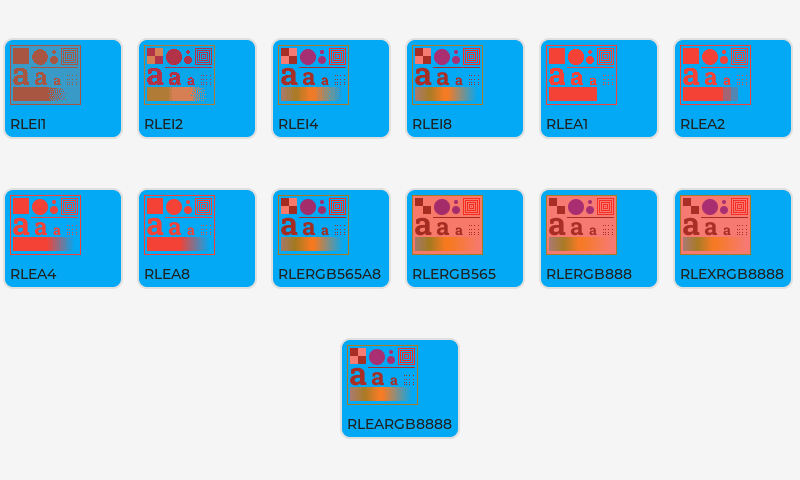 a a a
RLEI1
a a a
RLEI2
a a a
RLEI4
a a a
RLEI8
a a a
RLEA1
a a a
RLEA2
a a a
RLEA4
a a a
RLEA8
a a a
RLERGB565A8
a a a
RLERGB565
a a a
RLERGB888
a a a
RLEXRGB8888
a a a
RLEARGB8888